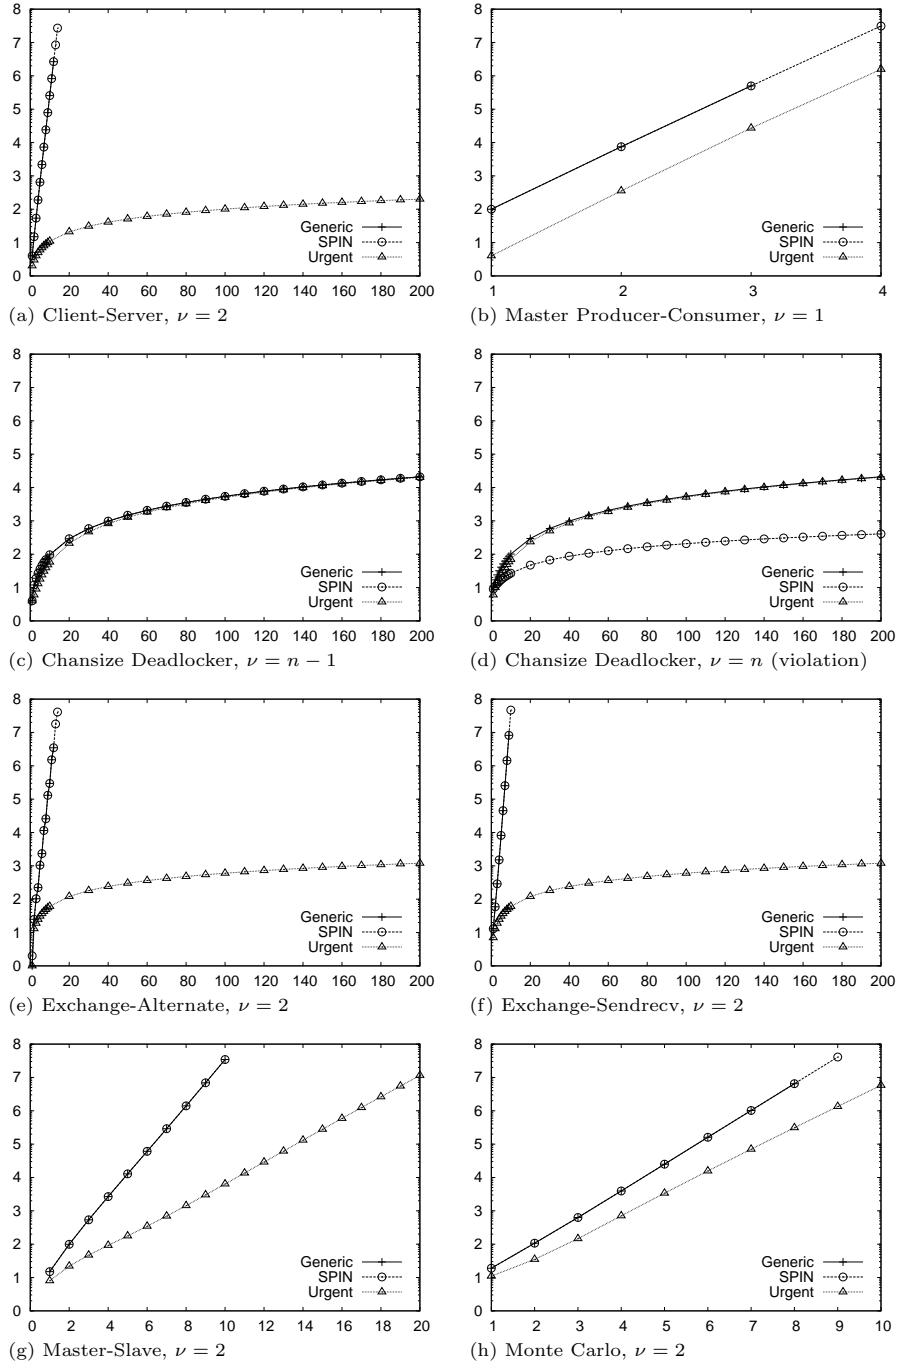 8
7
6
5
4
3
2
1
0
Generic
SPIN
Urgent
0 20 40 60 80 100 120 140 160 180 200
(a) Client-Server, ν = 2
8
7
6
5
4
3
2
1
0
Generic
SPIN
Urgent
1 2 3 4
(b) Master Producer-Consumer, ν = 1
8
7
6
5
4
3
2
1
0
Generic
SPIN
Urgent
0 20 40 60 80 100 120 140 160 180 200
(c) Chansize Deadlocker, ν = n − 1
8
7
6
5
4
3
2
1
0
Generic
SPIN
Urgent
0 20 40 60 80 100 120 140 160 180 200
(d) Chansize Deadlocker, ν = n (violation)
8
7
6
5
4
3
2
1
0
Generic
SPIN
Urgent
0 20 40 60 80 100 120 140 160 180 200
(e) Exchange-Alternate, ν = 2
8
7
6
5
4
3
2
1
0
Generic
SPIN
Urgent
0 20 40 60 80 100 120 140 160 180 200
(f) Exchange-Sendrecv, ν = 2
8
7
6
5
4
3
2
1
0
Generic
SPIN
Urgent
0 2 4 6 8 10 12 14 16 18 20
(g) Master-Slave, ν = 2
8
7
6
5
4
3
2
1
0
Generic
SPIN
Urgent
1 2 3 4 5 6 7 8 9 10
(h) Monte Carlo, ν = 2